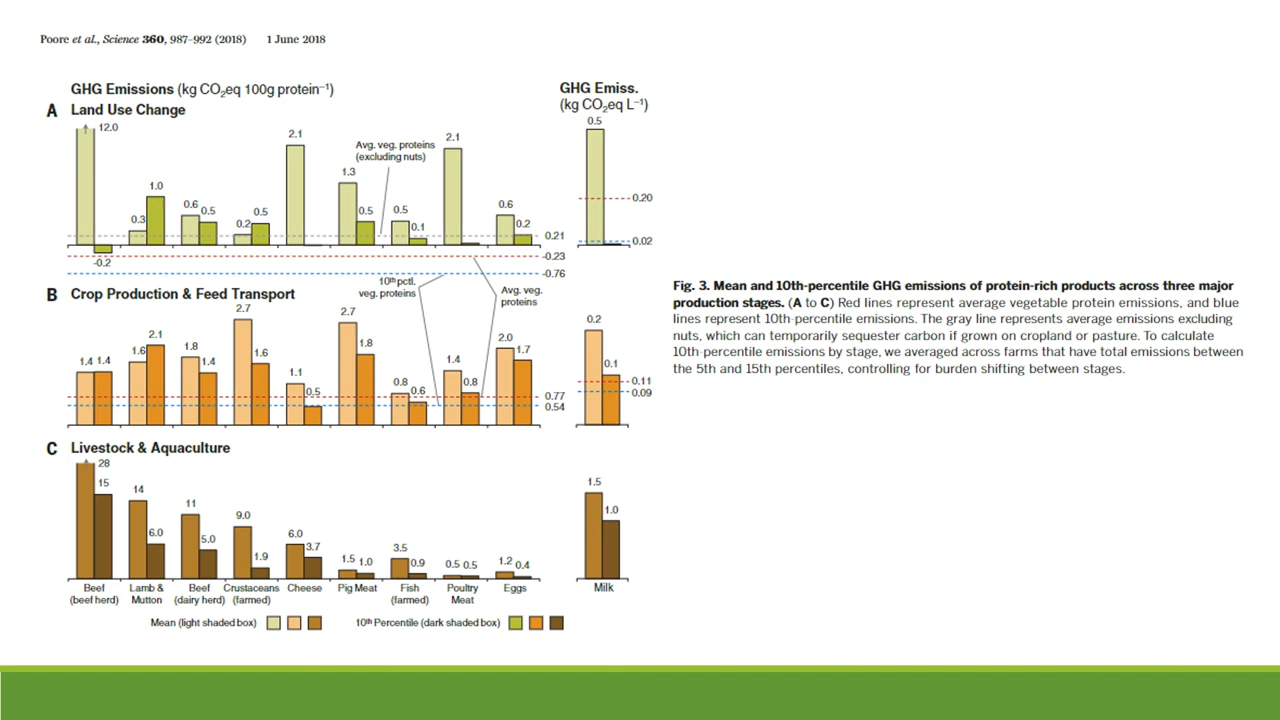 Poore et al., Science 360, 987–992 (2018) 1 June 2018
GHG Emissions (kg CO₂eq 100g protein⁻¹)
GHG Emiss.
(kg CO₂eq L⁻¹)
A Land Use Change
12.0
-0.2
0.3
1.0
0.6
0.5
0.2
0.5
2.1
1.3
0.5
0.5
0.1
2.1
0.6
0.2
Avg. veg. proteins
(excluding nuts)
0.21
-0.23
-0.76
0.5
0.20
0.02
10th pctl.
veg. proteins
Avg. veg.
proteins
B Crop Production & Feed Transport
1.4
1.4
1.6
2.1
1.8
1.4
2.7
1.6
1.1
0.5
2.7
1.8
0.8
0.6
1.4
0.8
2.0
1.7
0.77
0.54
0.2
0.1
0.11
0.09
C Livestock & Aquaculture
28
15
14
6.0
11
5.0
9.0
1.9
6.0
3.7
1.5
1.0
3.5
0.9
0.5
0.5
1.2
0.4
1.5
1.0
Beef
(beef herd)
Lamb &
Mutton
Beef
(dairy herd)
Crustaceans
(farmed)
Cheese
Pig Meat
Fish
(farmed)
Poultry
Meat
Eggs
Milk
Mean (light shaded box)
10th Percentile (dark shaded box)
Fig. 3. Mean and 10th-percentile GHG emissions of protein-rich products across three major
production stages. (A to C) Red lines represent average vegetable protein emissions, and blue
lines represent 10th-percentile emissions. The gray line represents average emissions excluding
nuts, which can temporarily sequester carbon if grown on cropland or pasture. To calculate
10th-percentile emissions by stage, we averaged across farms that have total emissions between
the 5th and 15th percentiles, controlling for burden shifting between stages.